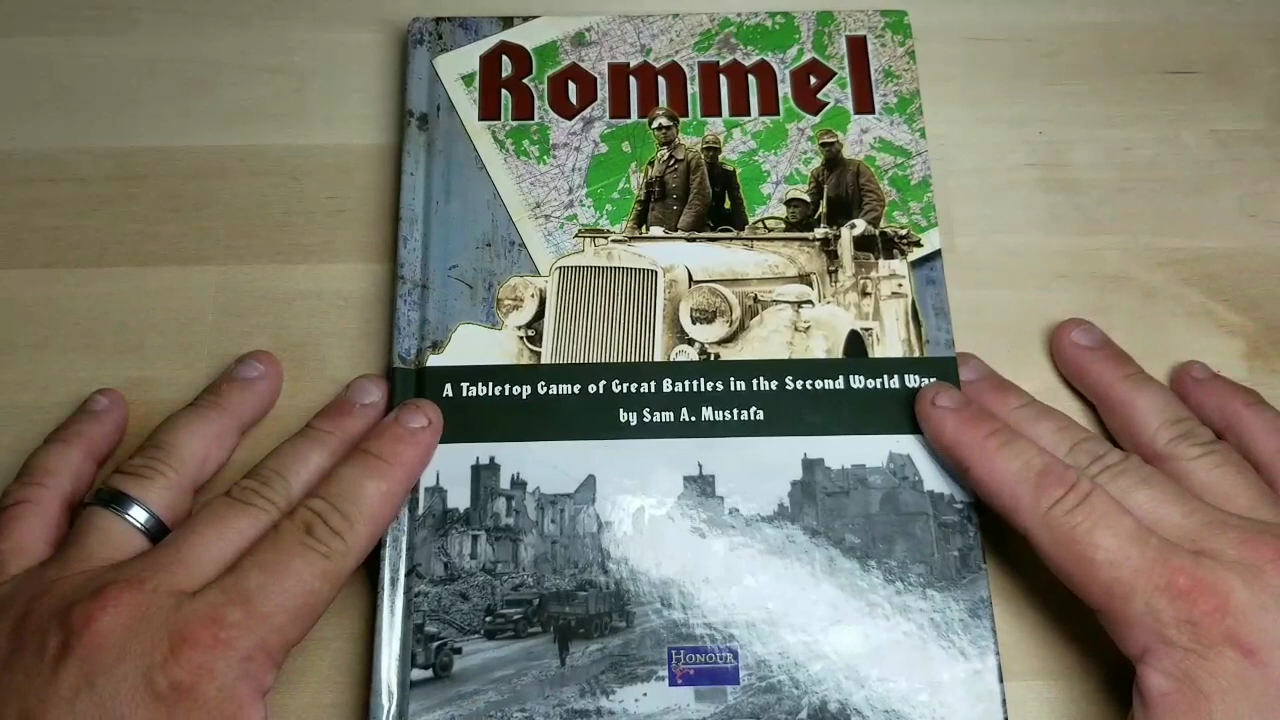 Rommel
A Tabletop Game of Great Battles in the Second World War
by Sam A. Mustafa
HONOUR